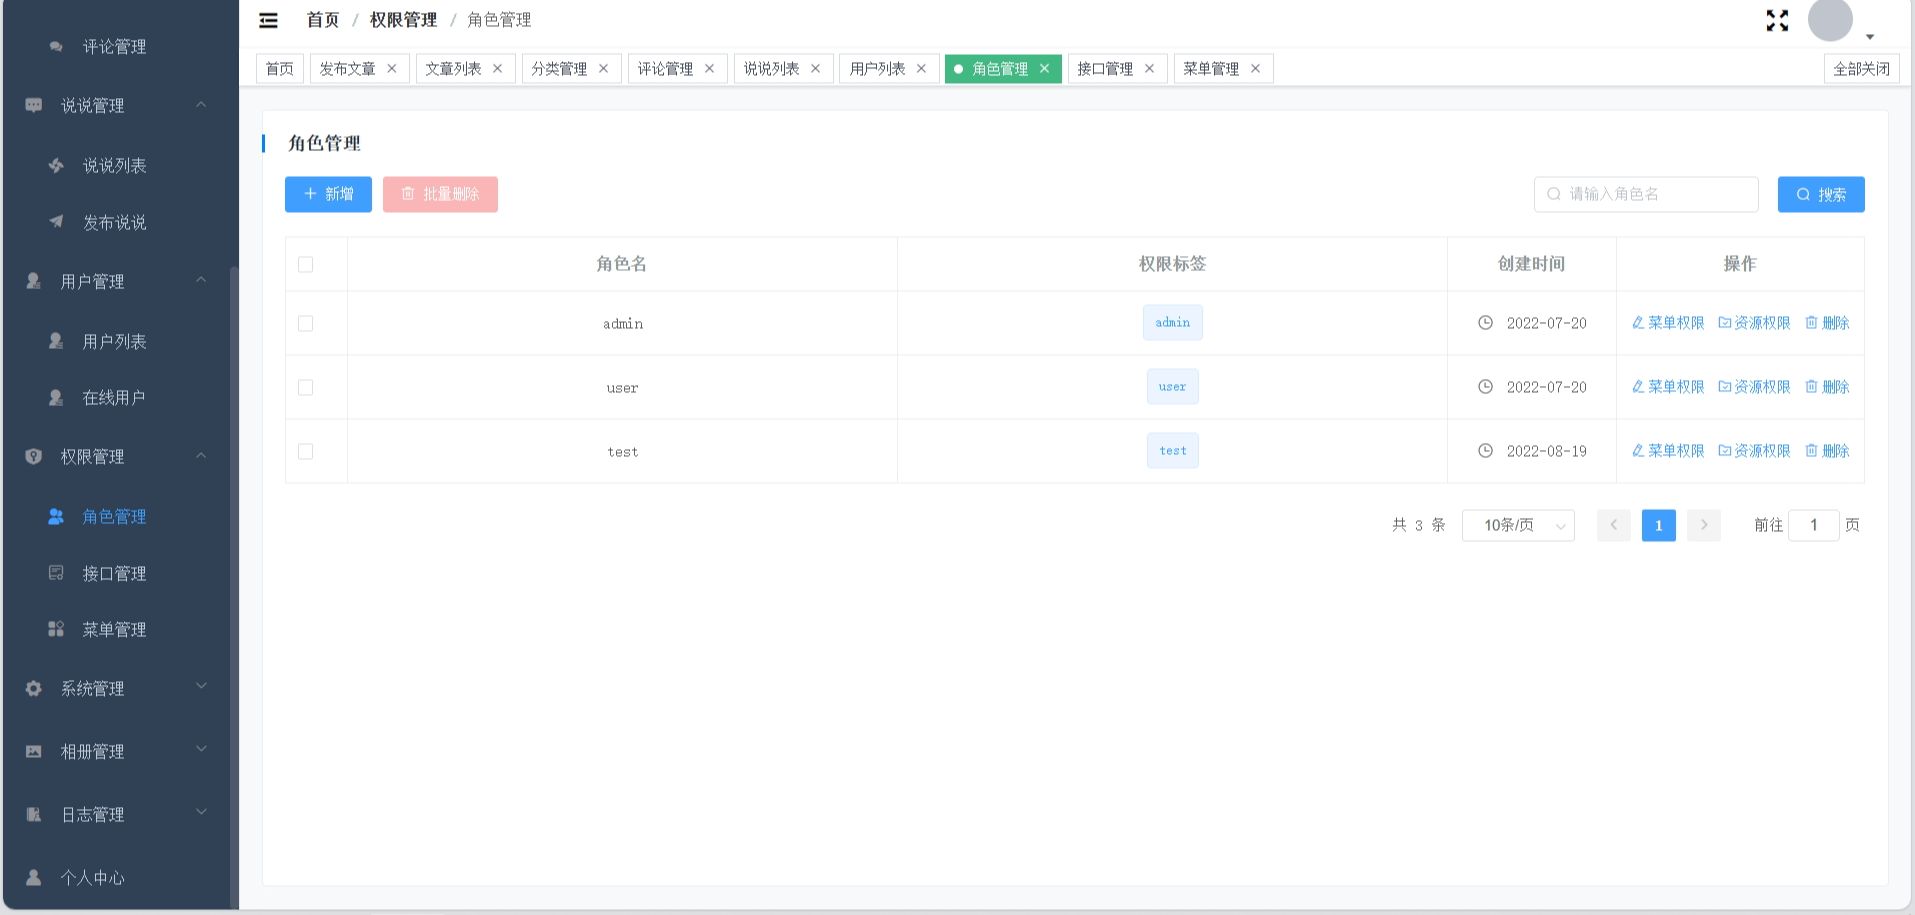 首页 / 权限管理 / 角色管理
首页 发布文章 文章列表 分类管理 评论管理 说说列表 用户列表 角色管理 接口管理 菜单管理 全部关闭
评论管理
说说管理
说说列表
发布说说
用户管理
用户列表
在线用户
权限管理
角色管理
接口管理
菜单管理
系统管理
相册管理
日志管理
个人中心
角色管理
新增 批量删除 请输入角色名 搜索
角色名 权限标签 创建时间 操作
admin admin 2022-07-20 菜单权限 资源权限 删除
user user 2022-07-20 菜单权限 资源权限 删除
test test 2022-08-19 菜单权限 资源权限 删除
共 3 条 10条/页 1 前往 1 页